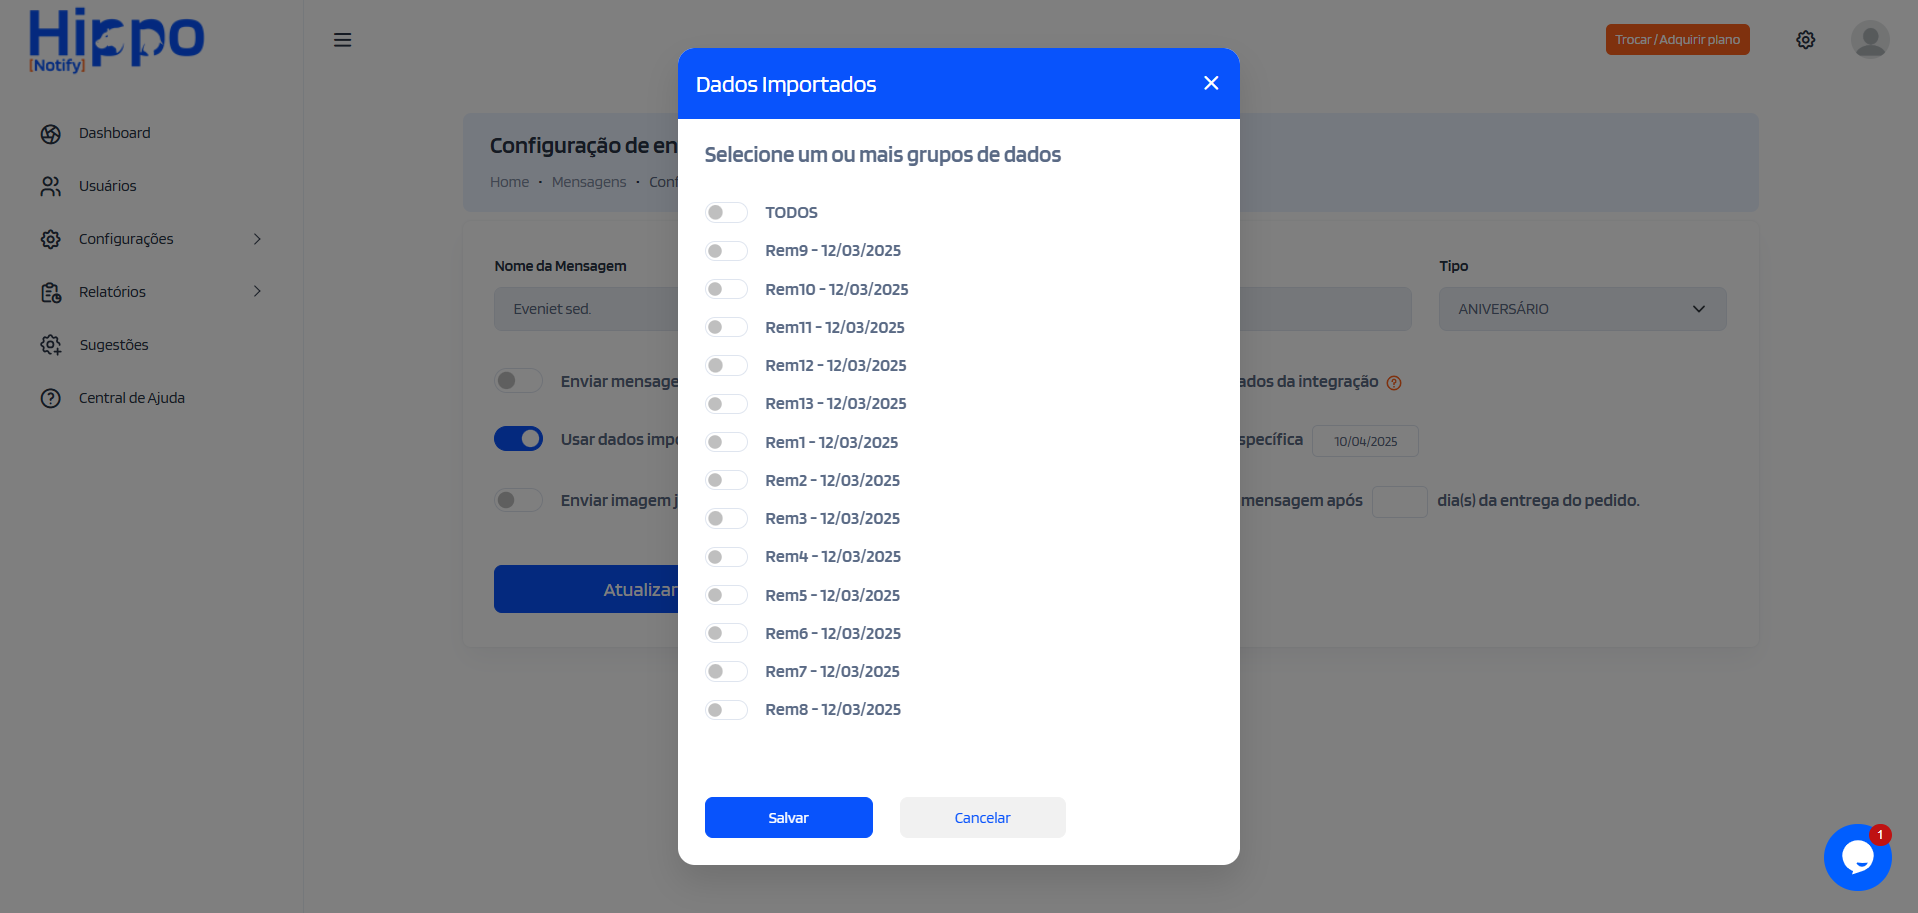 Hippo
[Notify]
Trocar / Adquirir plano
Dashboard
Usuários
Configurações
Relatórios
Sugestões
Central de Ajuda
Configuração de en
Home • Mensagens • Conf
Nome da Mensagem
Tipo
Eveniet sed.
ANIVERSÁRIO
Enviar mensage
ados da integração
Usar dados impo
specífica
10/04/2025
Enviar imagem j
mensagem após
dia(s) da entrega do pedido.
Atualizar
Dados Importados
Selecione um ou mais grupos de dados
TODOS
Rem9 - 12/03/2025
Rem10 - 12/03/2025
Rem11 - 12/03/2025
Rem12 - 12/03/2025
Rem13 - 12/03/2025
Rem1 - 12/03/2025
Rem2 - 12/03/2025
Rem3 - 12/03/2025
Rem4 - 12/03/2025
Rem5 - 12/03/2025
Rem6 - 12/03/2025
Rem7 - 12/03/2025
Rem8 - 12/03/2025
Salvar
Cancelar
1